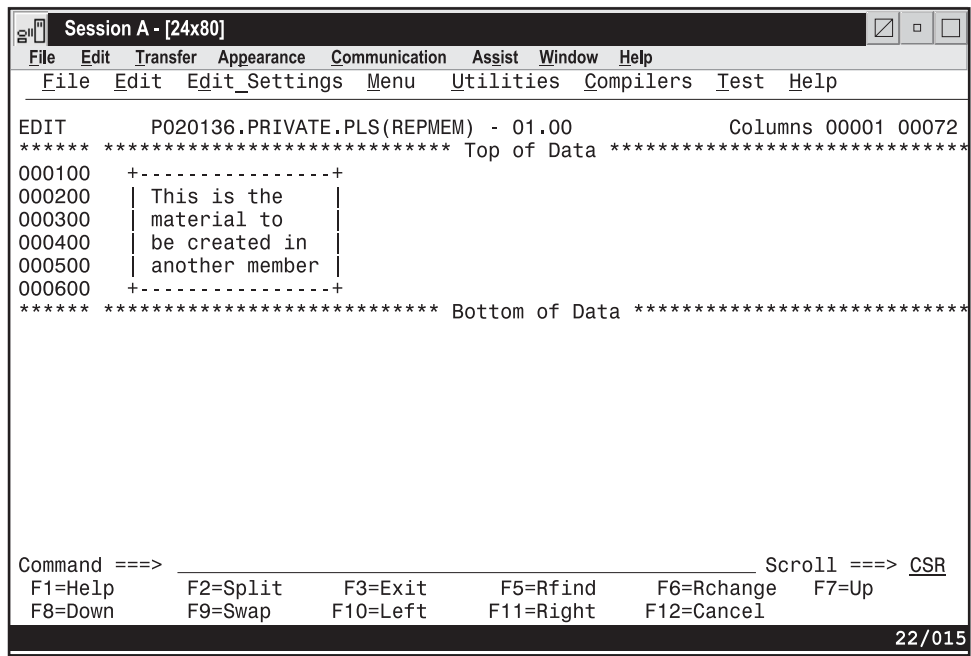 Session A - [24x80]
File Edit Transfer Appearance Communication Assist Window Help
File Edit Edit_Settings Menu Utilities Compilers Test Help
EDIT PO20136.PRIVATE.PLS(REPMEM) - 01.00 Columns 00001 00072
****** ***************************** Top of Data ******************************
000100 +----------------+
000200 | This is the |
000300 | material to |
000400 | be created in |
000500 | another member |
000600 +----------------+
****** **************************** Bottom of Data ****************************
Command ===> Scroll ===> CSR
F1=Help F2=Split F3=Exit F5=Rfind F6=Rchange F7=Up
F8=Down F9=Swap F10=Left F11=Right F12=Cancel
22/015